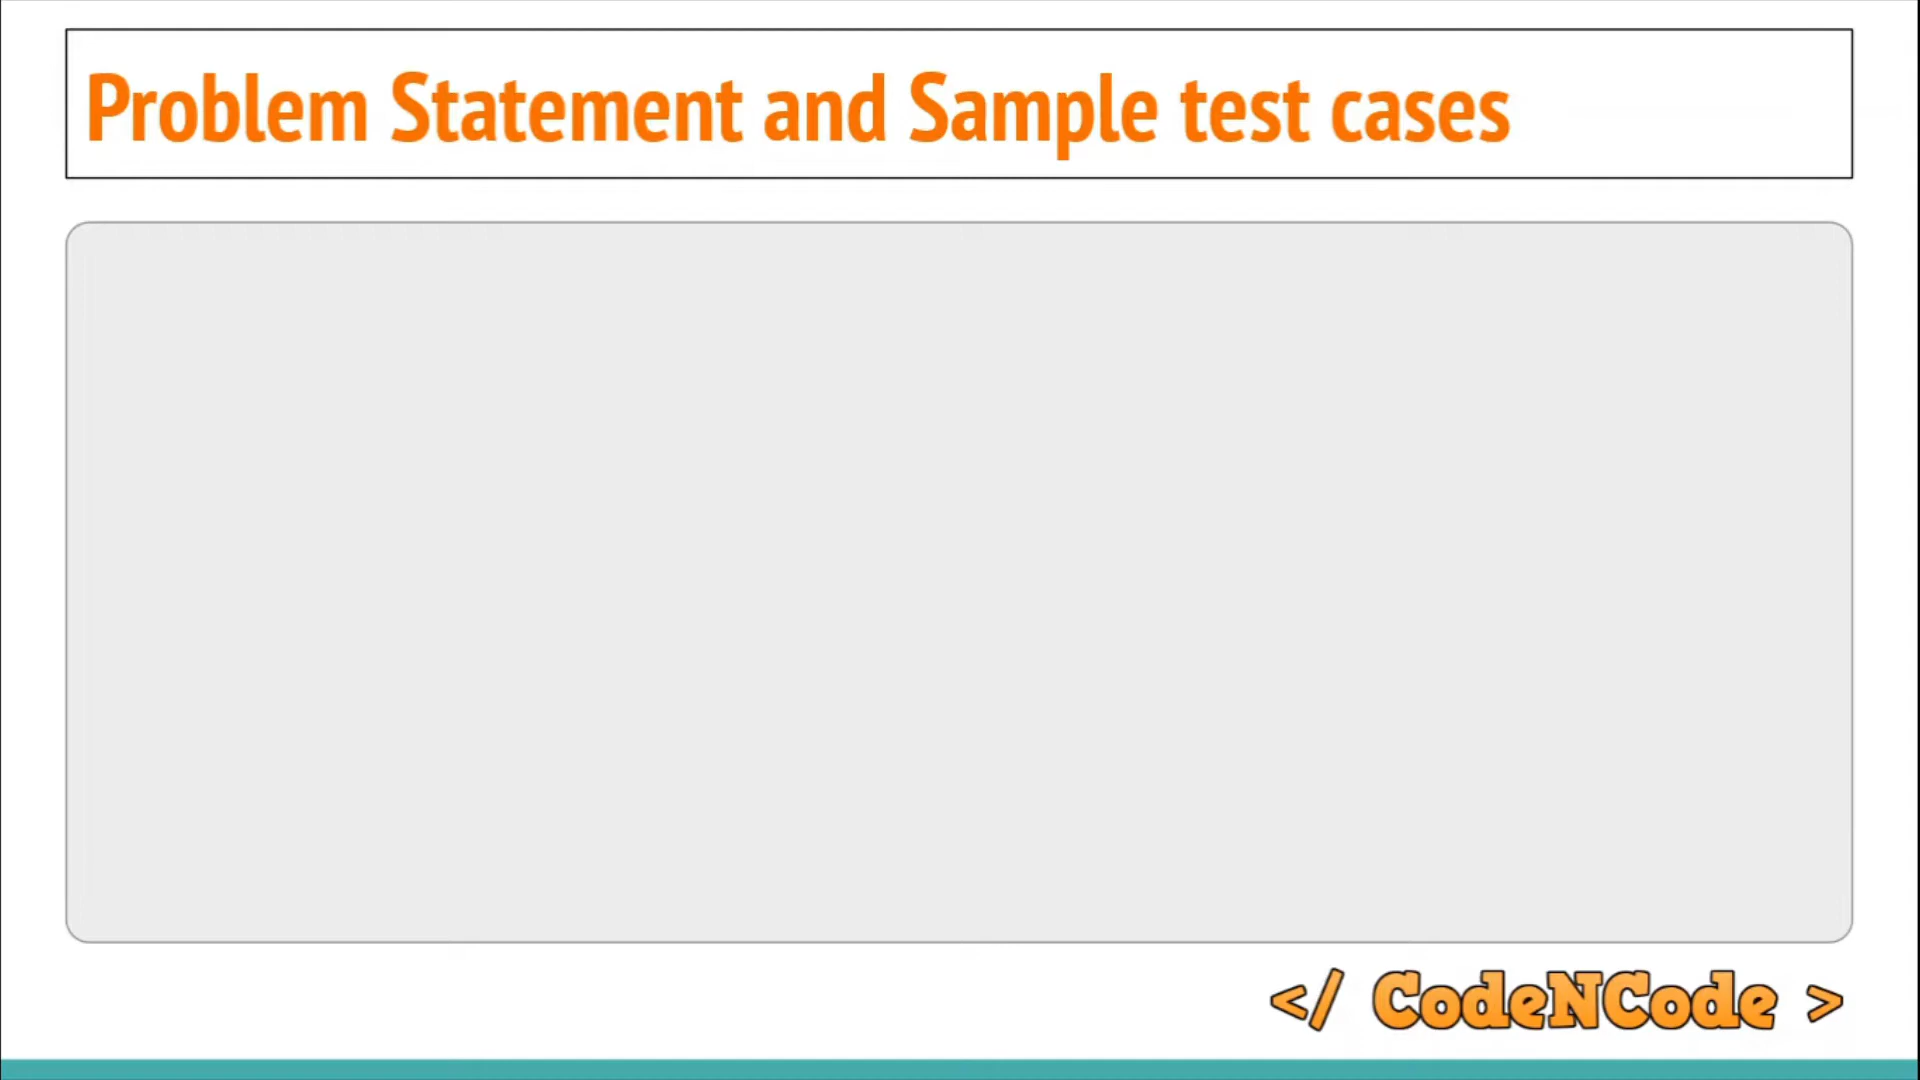 Problem Statement and Sample test cases
</ CodeNCode >